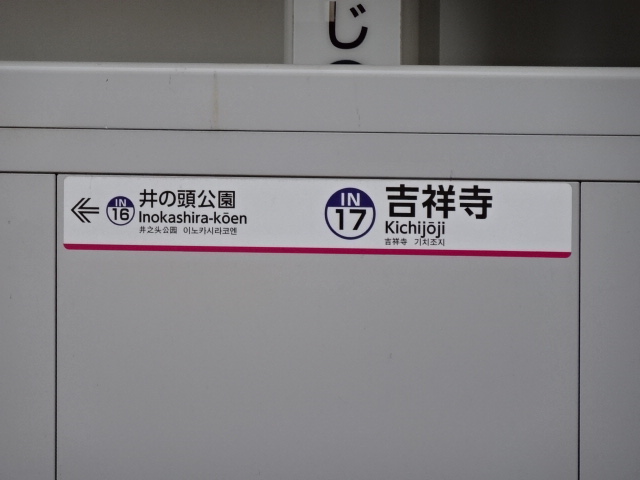 じ
IN
16
井の頭公園
Inokashira-kōen
井之头公园 이노카시라코엔
IN
17
吉祥寺
Kichijōji
吉祥寺 기치조지